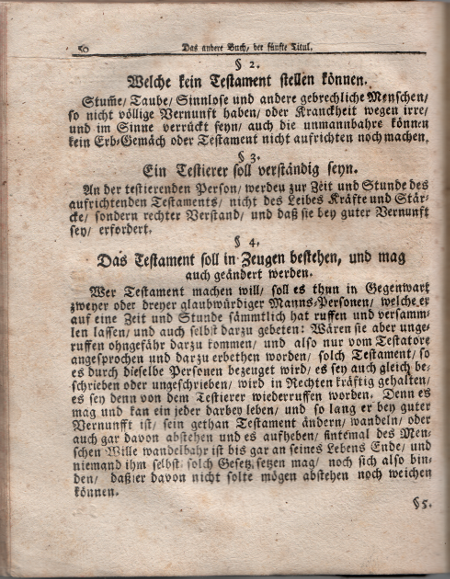 50 Das andere Buch, der fünfte Titul.
§ 2.
Welche kein Testament stellen können.
Stum̄e/ Taube/ Sinnlose und andere gebrechliche Menschen/
so nicht völlige Vernunft haben/ oder Kranckheit wegen irre/
und im Sinne verrückt seyn/ auch die unmannbahre können
kein Erb-Gemäch oder Testament nicht aufrichten noch machen.
§ 3.
Ein Testierer soll verständig seyn.
An der testierenden Person/ werden zur Zeit und Stunde des
aufrichtenden Testaments/ nicht des Leibes Kräfte und Stär-
cke/ sondern rechter Verstand/ und daß sie bey guter Vernunft
sey/ erfordert.
§ 4.
Das Testament soll in Zeugen bestehen, und mag
auch geändert werden.
Wer Testament machen will/ soll es thun in Gegenwart
zweyer oder dreyer glaubwürdiger Manns-Personen/ welche er
auf eine Zeit und Stunde sämmtlich hat ruffen und versamm-
len lassen/ und auch selbst darzu gebeten: Wären sie aber unge-
ruffen ohngefähr darzu kommen/ und also nur vom Testatore
angesprochen und darzu erbethen worden/ solch Testament/ so
es durch dieselbe Personen bezeuget wird/ es sey auch gleich be-
schrieben oder ungeschrieben/ wird in Rechten kräftig gehalten/
es sey denn von dem Testierer wiederruffen worden. Denn es
mag und kan ein jeder darbey leben/ und so lang er bey guter
Vernunfft ist/ sein gethan Testament ändern/ wandeln/ oder
auch gar davon abstehen und es aufheben/ sintemal des Men-
schen Wille wandelbahr ist bis gar an seines Lebens Ende/ und
niemand ihm selbst solch Gesetz setzen mag/ noch sich also bin-
den/ daß er davon nicht solte mögen abstehen noch weichen
können.
§ 5.